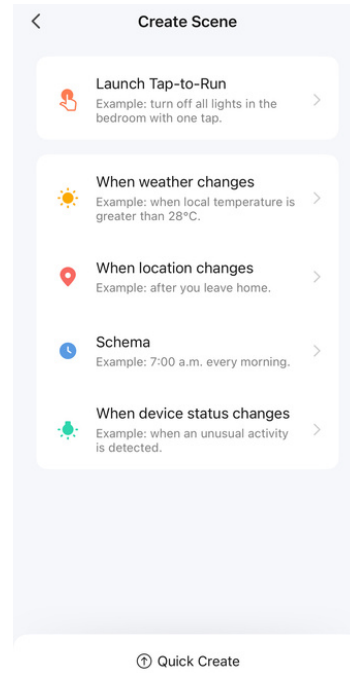 Create Scene
Launch Tap-to-Run
Example: turn off all lights in the
bedroom with one tap.
When weather changes
Example: when local temperature is
greater than 28°C.
When location changes
Example: after you leave home.
Schema
Example: 7:00 a.m. every morning.
When device status changes
Example: when an unusual activity
is detected.
Quick Create